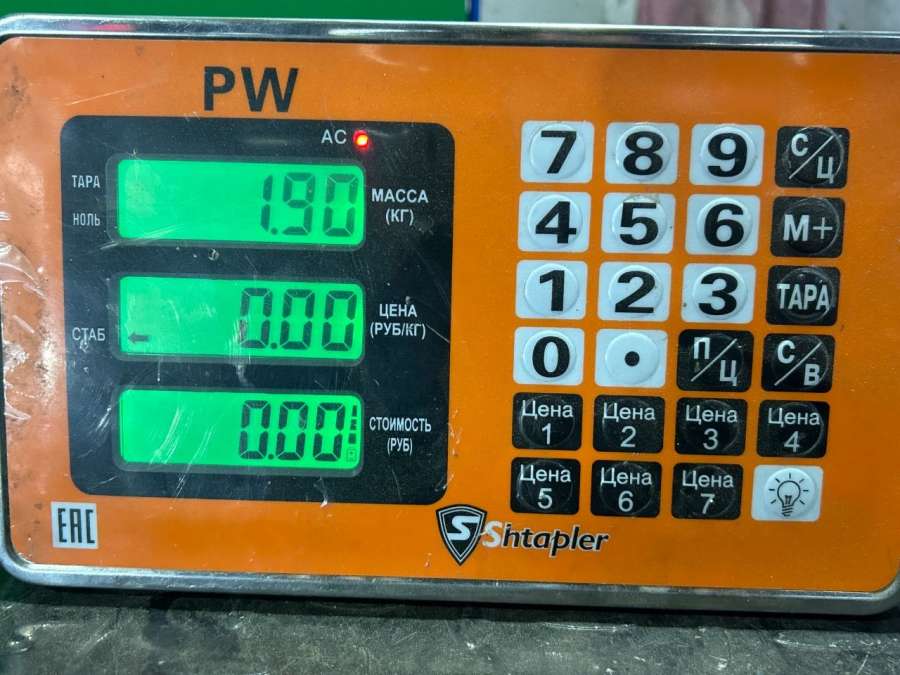 PW
AC
ТАРА
НОЛЬ
1.90
МАССА
(КГ)
СТАБ
0.00
ЦЕНА
(РУБ/КГ)
0.00
СТОИМОСТЬ
(РУБ)
7 8 9 С/Ц
4 5 6 М+
1 2 3 ТАРА
0 • П/Ц С/В
Цена 1 Цена 2 Цена 3 Цена 4
Цена 5 Цена 6 Цена 7
EAC
S Shtapler